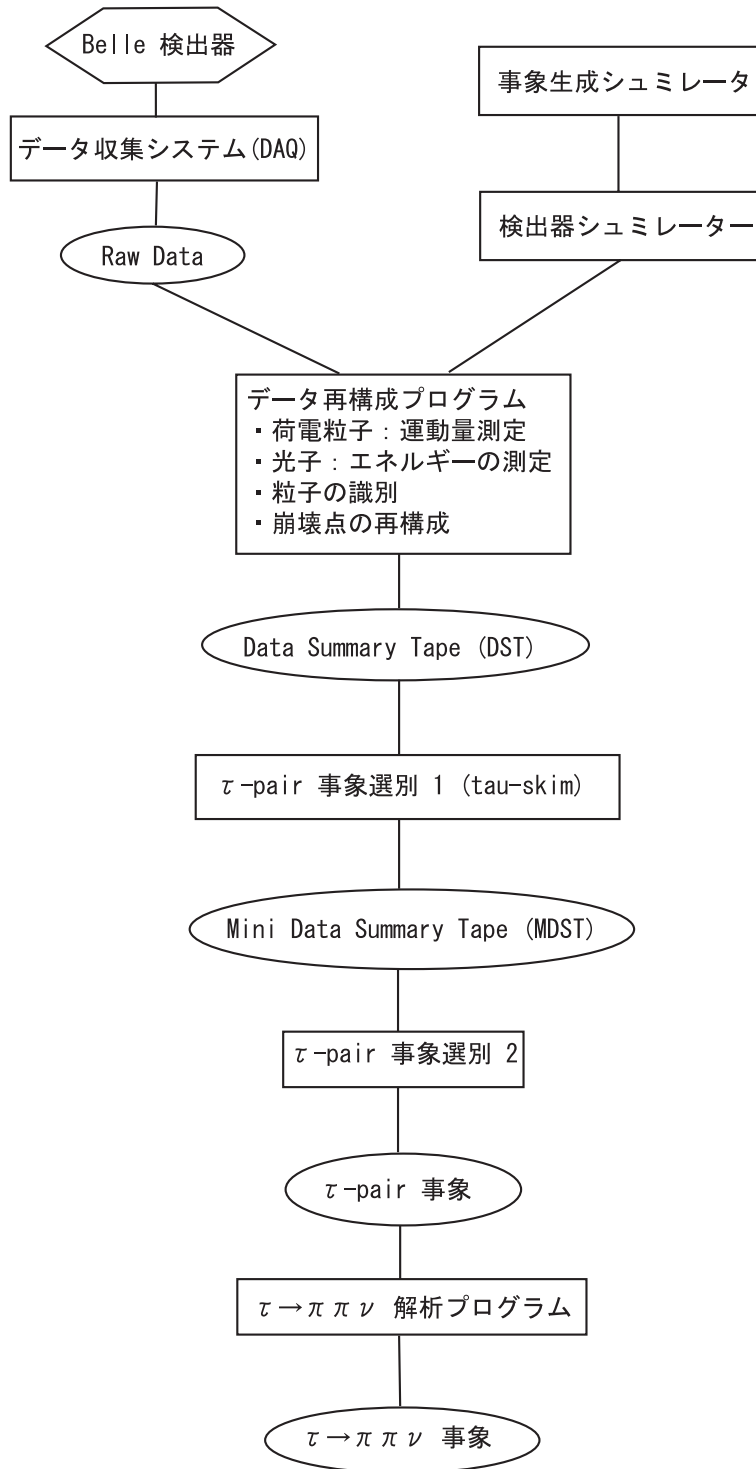 Belle 検出器
データ収集システム(DAQ)
Raw Data
事象生成シュミレータ
検出器シュミレーター
データ再構成プログラム
・荷電粒子：運動量測定
・光子：エネルギーの測定
・粒子の識別
・崩壊点の再構成
Data Summary Tape (DST)
τ-pair 事象選別 1 (tau-skim)
Mini Data Summary Tape (MDST)
τ-pair 事象選別 2
τ-pair 事象
τ→ππν 解析プログラム
τ→ππν 事象